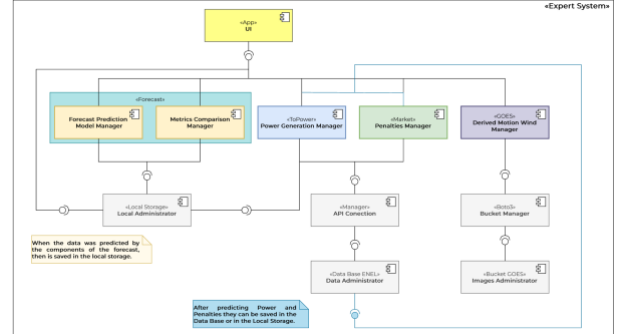 «Expert System»
«App»
UI
«Forecast»
Forecast Prediction
Model Manager
Metrics Comparison
Manager
«ToPower»
Power Generation Manager
«Market»
Penalties Manager
«GOES»
Derived Motion Wind
Manager
«Local Storage»
Local Administrator
«Manager»
API Conection
«Boto3»
Bucket Manager
When the data was predicted by
the components of the forecast,
then is saved in the local storage.
«Data Base ENEL»
Data Administrator
«Bucket GOES»
Images Administrator
After predicting Power and
Penalties they can be saved in the
Data Base or in the Local Storage.